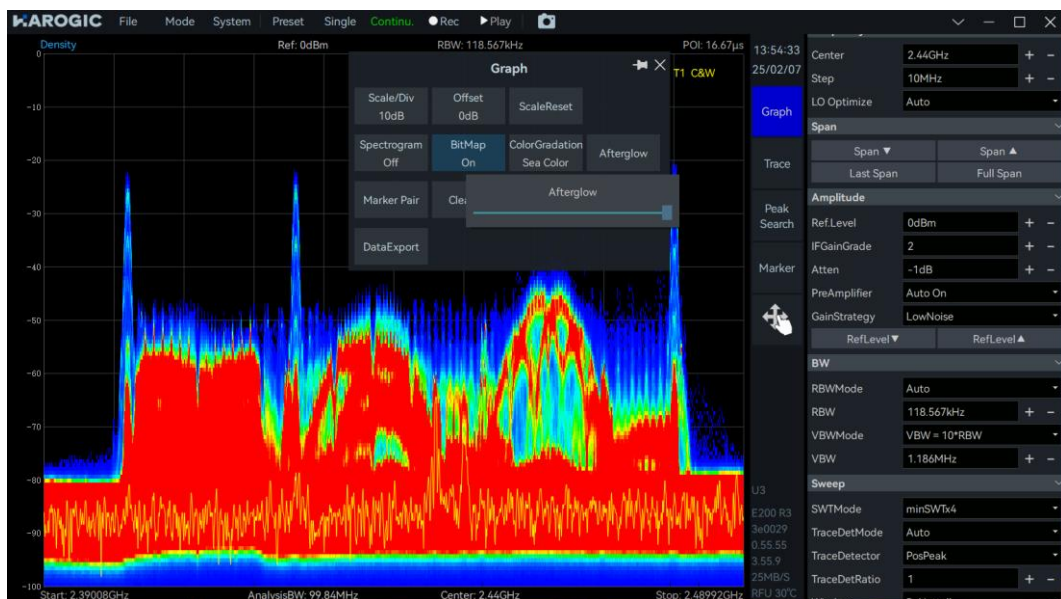 HAROGIC File Mode System Preset Single Continu. Rec Play
Density Ref: 0dBm RBW: 118.567kHz POI: 16.67μs
T1 C&W
0
-10
-20
-30
-40
-50
-60
-70
-80
-90
-100
Start: 2.39008GHz AnalysisBW: 99.84MHz Center: 2.44GHz Stop: 2.48992GHz
Graph
Scale/Div
10dB
Offset
0dB
ScaleReset
Spectrogram
Off
BitMap
On
ColorGradation
Sea Color
Afterglow
Marker Pair
Clea
Afterglow
DataExport
13:54:33
25/02/07
Graph
Trace
Peak
Search
Marker
U3
E200 R3
3e0029
0.55.55
3.55.9
25MB/S
RFU 30°C
Center 2.44GHz + -
Step 10MHz + -
LO Optimize Auto
Span
Span ▼ Span ▲
Last Span Full Span
Amplitude
Ref.Level 0dBm + -
IFGainGrade 2 + -
Atten -1dB + -
PreAmplifier Auto On
GainStrategy LowNoise
RefLevel▼ RefLevel▲
BW
RBWMode Auto
RBW 118.567kHz + -
VBWMode VBW = 10*RBW
VBW 1.186MHz + -
Sweep
SWTMode minSWTx4
TraceDetMode Auto
TraceDetector PosPeak
TraceDetRatio 1 + -